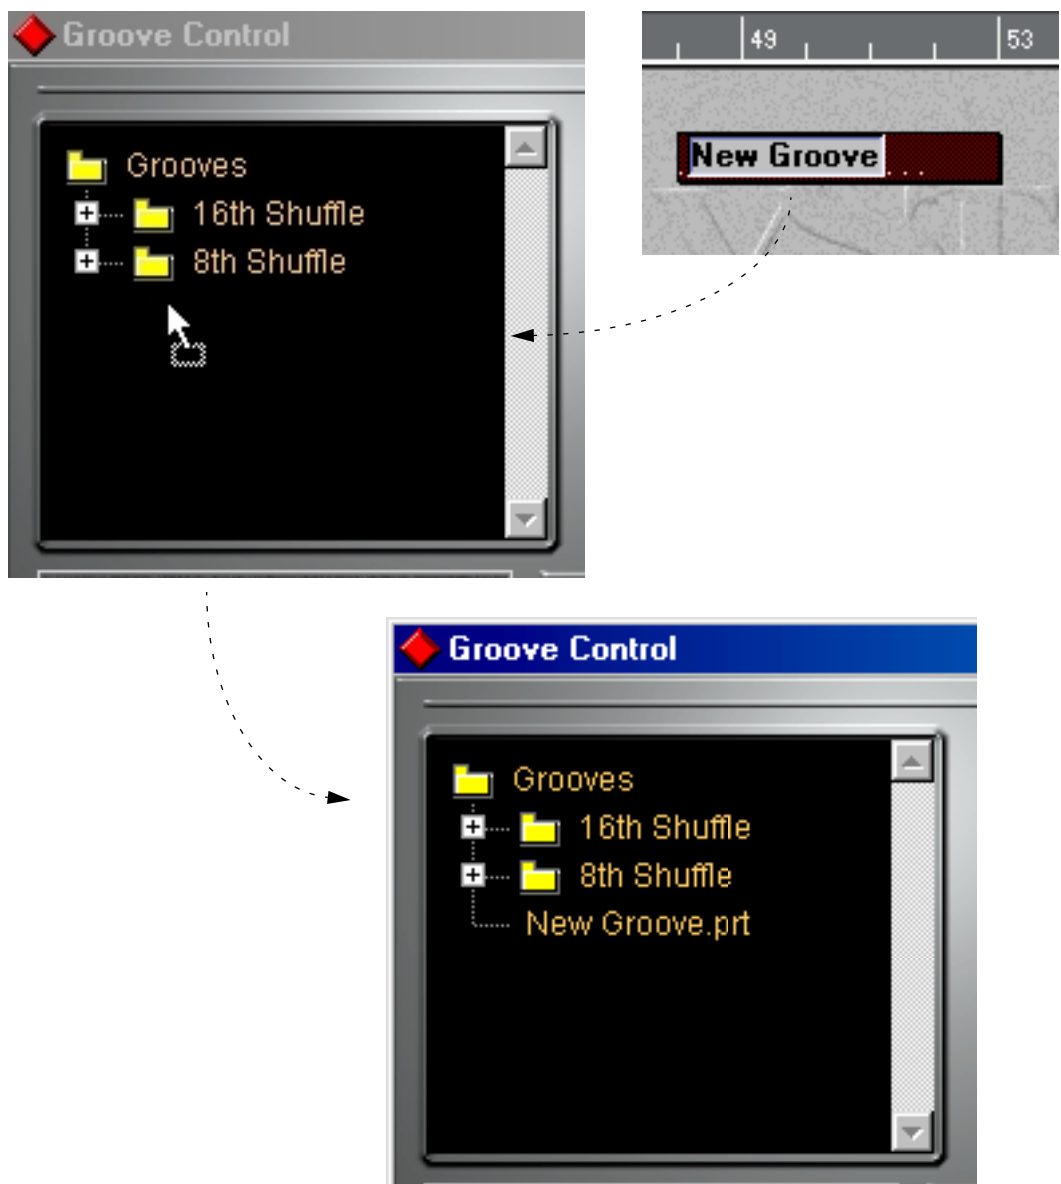 Groove Control
Grooves
16th Shuffle
8th Shuffle
49
53
New Groove
Groove Control
Grooves
16th Shuffle
8th Shuffle
New Groove.prt